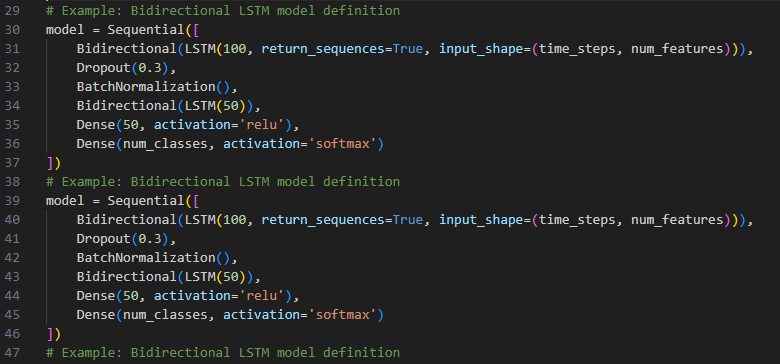 29 # Example: Bidirectional LSTM model definition
30 model = Sequential([
31     Bidirectional(LSTM(100, return_sequences=True, input_shape=(time_steps, num_features))),
32     Dropout(0.3),
33     BatchNormalization(),
34     Bidirectional(LSTM(50)),
35     Dense(50, activation='relu'),
36     Dense(num_classes, activation='softmax')
37 ])
38 # Example: Bidirectional LSTM model definition
39 model = Sequential([
40     Bidirectional(LSTM(100, return_sequences=True, input_shape=(time_steps, num_features))),
41     Dropout(0.3),
42     BatchNormalization(),
43     Bidirectional(LSTM(50)),
44     Dense(50, activation='relu'),
45     Dense(num_classes, activation='softmax')
46 ])
47 # Example: Bidirectional LSTM model definition